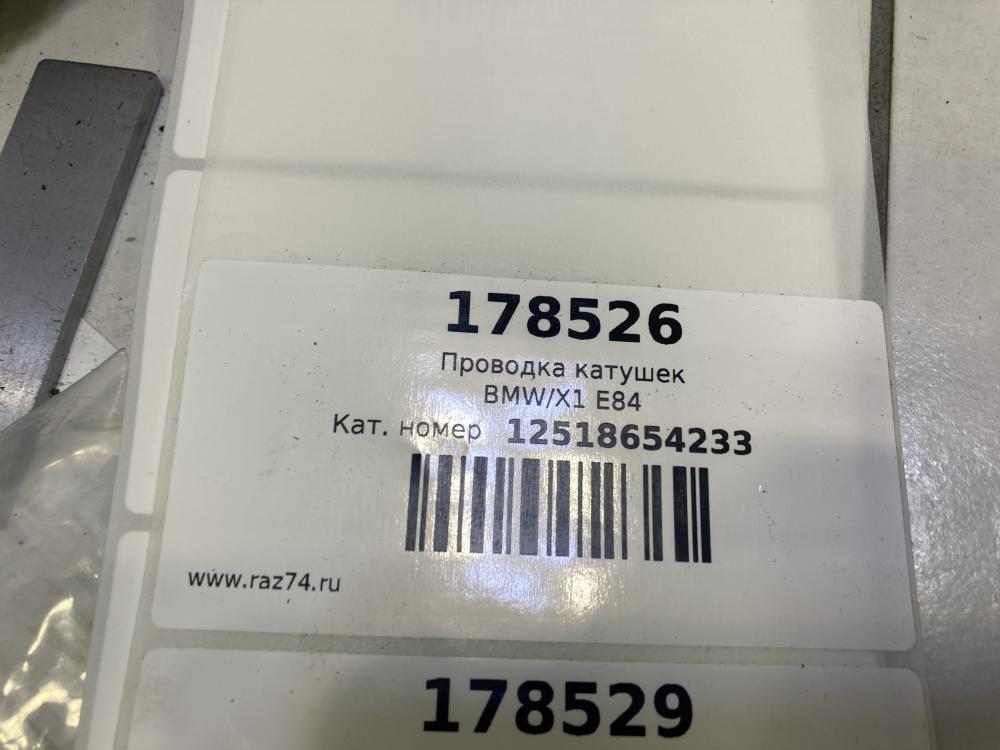 178526
Проводка катушек
BMW/X1 E84
Кат. номер 12518654233
www.raz74.ru
178529